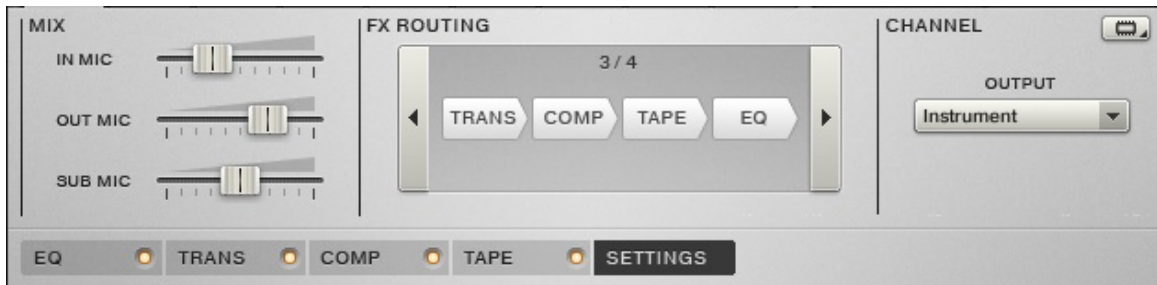 MIX
IN MIC
OUT MIC
SUB MIC
FX ROUTING
3 / 4
TRANS COMP TAPE EQ
CHANNEL
OUTPUT
Instrument
EQ TRANS COMP TAPE SETTINGS